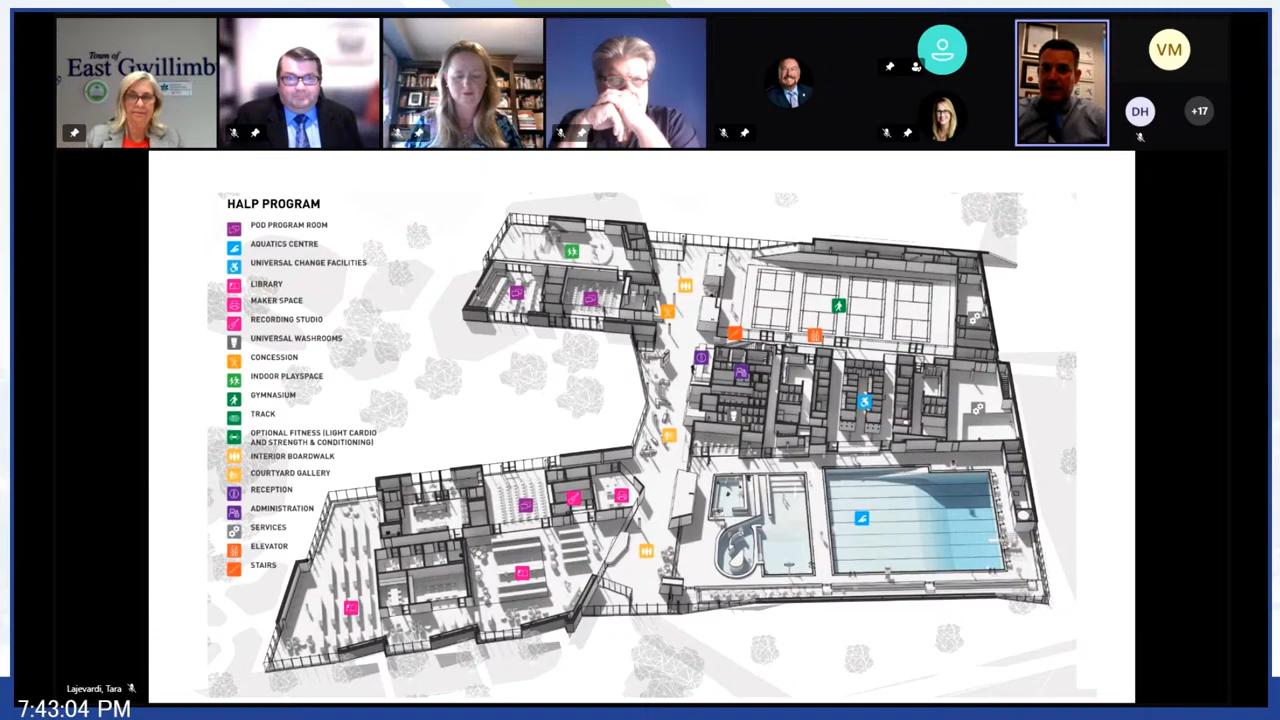 Town of
East Gwillimb
VM
DH
+17
HALP PROGRAM
POD PROGRAM ROOM
AQUATICS CENTRE
UNIVERSAL CHANGE FACILITIES
LIBRARY
MAKER SPACE
RECORDING STUDIO
UNIVERSAL WASHROOMS
CONCESSION
INDOOR PLAYSPACE
GYMNASIUM
TRACK
OPTIONAL FITNESS (LIGHT CARDIO
AND STRENGTH & CONDITIONING)
INTERIOR BOARDWALK
COURTYARD GALLERY
RECEPTION
ADMINISTRATION
SERVICES
ELEVATOR
STAIRS
Lajevardi, Tara
7:43:04 PM